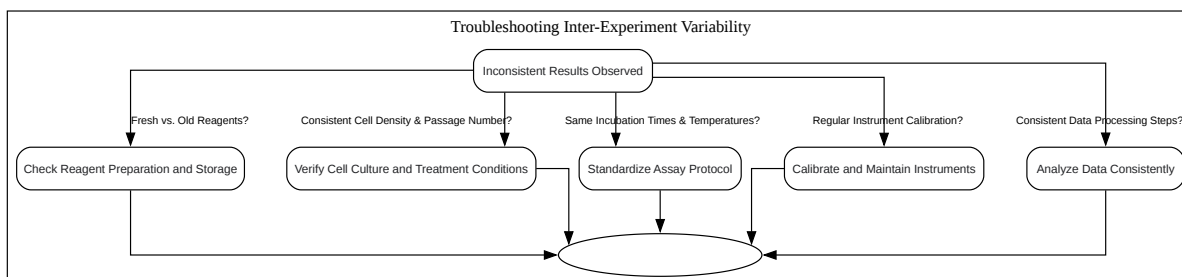 Troubleshooting Inter-Experiment Variability
Inconsistent Results Observed
Fresh vs. Old Reagents?
Consistent Cell Density & Passage Number?
Same Incubation Times & Temperatures?
Regular Instrument Calibration?
Consistent Data Processing Steps?
Check Reagent Preparation and Storage
Verify Cell Culture and Treatment Conditions
Standardize Assay Protocol
Calibrate and Maintain Instruments
Analyze Data Consistently